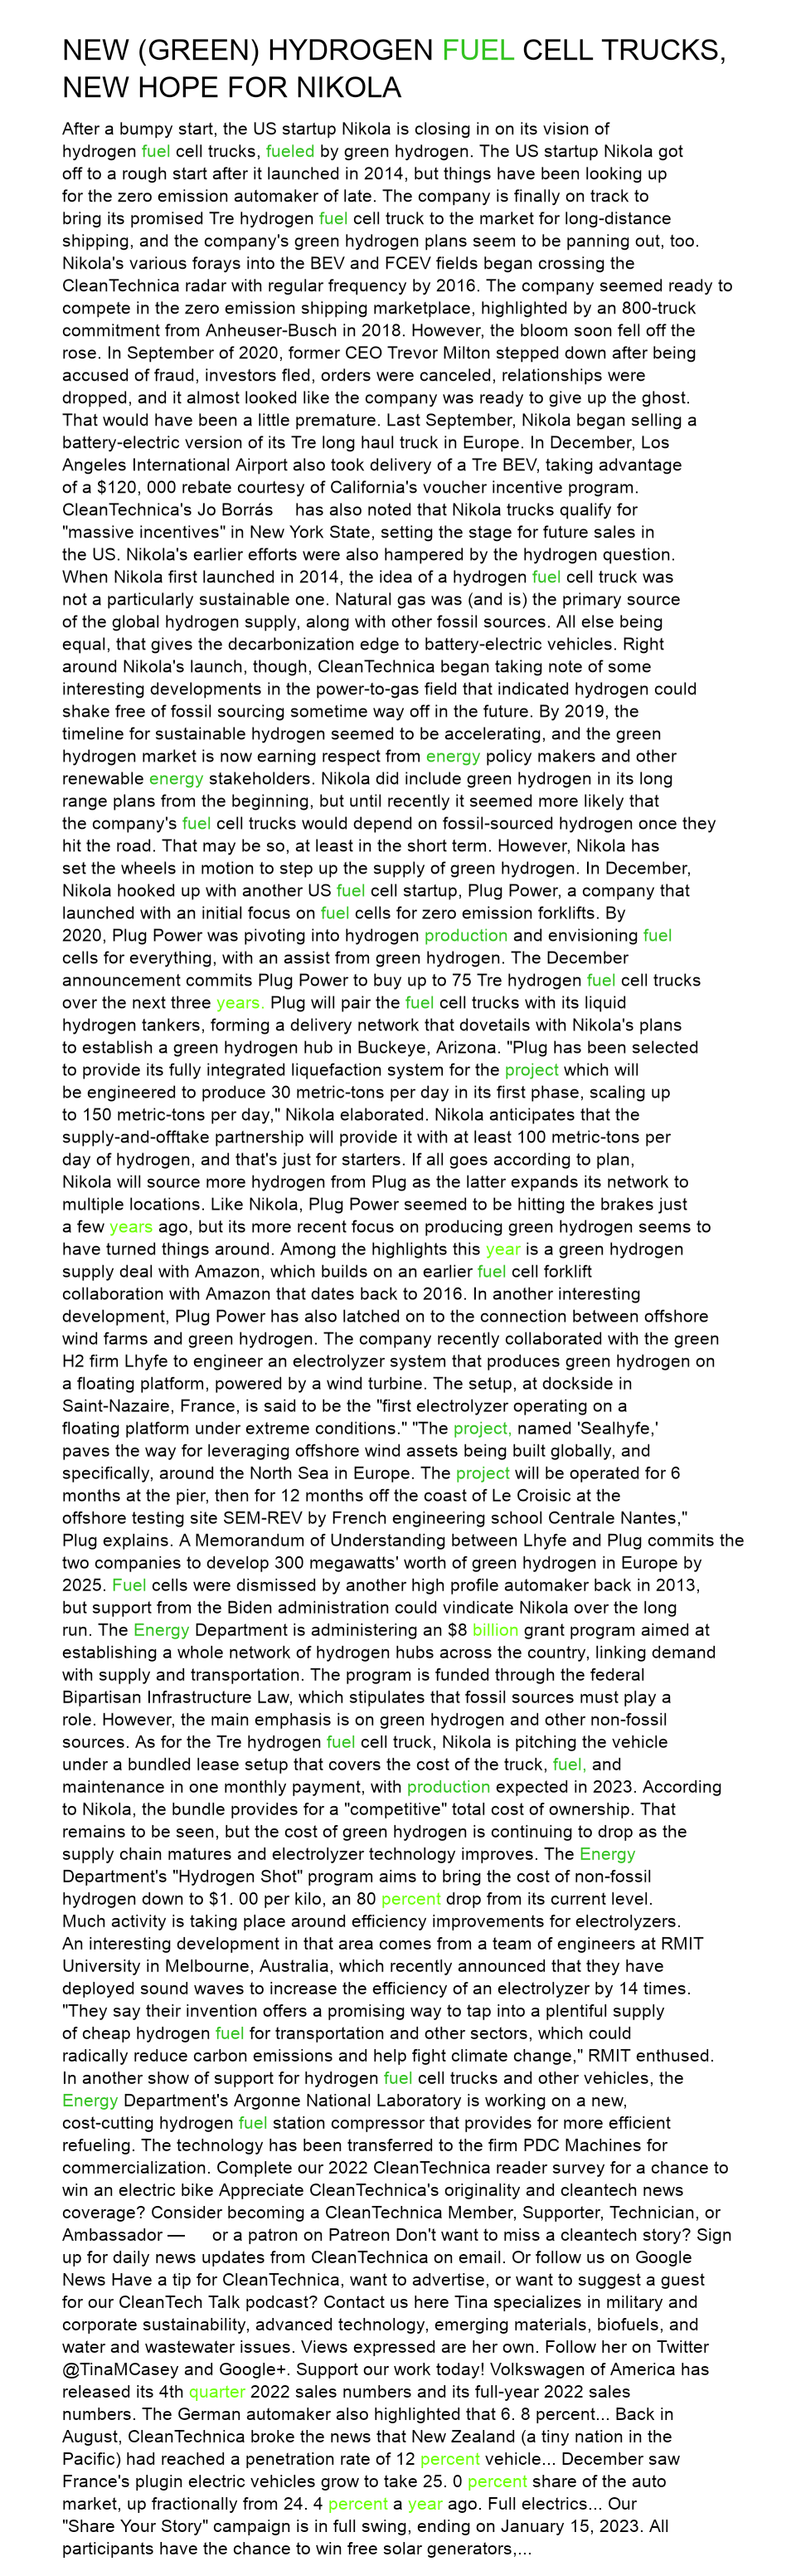 NEW (GREEN) HYDROGEN FUEL CELL TRUCKS,
NEW HOPE FOR NIKOLA
After a bumpy start, the US startup Nikola is closing in on its vision of
hydrogen fuel cell trucks, fueled by green hydrogen. The US startup Nikola got
off to a rough start after it launched in 2014, but things have been looking up
for the zero emission automaker of late. The company is finally on track to
bring its promised Tre hydrogen fuel cell truck to the market for long-distance
shipping, and the company's green hydrogen plans seem to be panning out, too.
Nikola's various forays into the BEV and FCEV fields began crossing the
CleanTechnica radar with regular frequency by 2016. The company seemed ready to
compete in the zero emission shipping marketplace, highlighted by an 800-truck
commitment from Anheuser-Busch in 2018. However, the bloom soon fell off the
rose. In September of 2020, former CEO Trevor Milton stepped down after being
accused of fraud, investors fled, orders were canceled, relationships were
dropped, and it almost looked like the company was ready to give up the ghost.
That would have been a little premature. Last September, Nikola began selling a
battery-electric version of its Tre long haul truck in Europe. In December, Los
Angeles International Airport also took delivery of a Tre BEV, taking advantage
of a $120, 000 rebate courtesy of California's voucher incentive program.
CleanTechnica's Jo Borrás has also noted that Nikola trucks qualify for
"massive incentives" in New York State, setting the stage for future sales in
the US. Nikola's earlier efforts were also hampered by the hydrogen question.
When Nikola first launched in 2014, the idea of a hydrogen fuel cell truck was
not a particularly sustainable one. Natural gas was (and is) the primary source
of the global hydrogen supply, along with other fossil sources. All else being
equal, that gives the decarbonization edge to battery-electric vehicles. Right
around Nikola's launch, though, CleanTechnica began taking note of some
interesting developments in the power-to-gas field that indicated hydrogen could
shake free of fossil sourcing sometime way off in the future. By 2019, the
timeline for sustainable hydrogen seemed to be accelerating, and the green
hydrogen market is now earning respect from energy policy makers and other
renewable energy stakeholders. Nikola did include green hydrogen in its long
range plans from the beginning, but until recently it seemed more likely that
the company's fuel cell trucks would depend on fossil-sourced hydrogen once they
hit the road. That may be so, at least in the short term. However, Nikola has
set the wheels in motion to step up the supply of green hydrogen. In December,
Nikola hooked up with another US fuel cell startup, Plug Power, a company that
launched with an initial focus on fuel cells for zero emission forklifts. By
2020, Plug Power was pivoting into hydrogen production and envisioning fuel
cells for everything, with an assist from green hydrogen. The December
announcement commits Plug Power to buy up to 75 Tre hydrogen fuel cell trucks
over the next three years. Plug will pair the fuel cell trucks with its liquid
hydrogen tankers, forming a delivery network that dovetails with Nikola's plans
to establish a green hydrogen hub in Buckeye, Arizona. "Plug has been selected
to provide its fully integrated liquefaction system for the project which will
be engineered to produce 30 metric-tons per day in its first phase, scaling up
to 150 metric-tons per day," Nikola elaborated. Nikola anticipates that the
supply-and-offtake partnership will provide it with at least 100 metric-tons per
day of hydrogen, and that's just for starters. If all goes according to plan,
Nikola will source more hydrogen from Plug as the latter expands its network to
multiple locations. Like Nikola, Plug Power seemed to be hitting the brakes just
a few years ago, but its more recent focus on producing green hydrogen seems to
have turned things around. Among the highlights this year is a green hydrogen
supply deal with Amazon, which builds on an earlier fuel cell forklift
collaboration with Amazon that dates back to 2016. In another interesting
development, Plug Power has also latched on to the connection between offshore
wind farms and green hydrogen. The company recently collaborated with the green
H2 firm Lhyfe to engineer an electrolyzer system that produces green hydrogen on
a floating platform, powered by a wind turbine. The setup, at dockside in
Saint-Nazaire, France, is said to be the "first electrolyzer operating on a
floating platform under extreme conditions." "The project, named 'Sealhyfe,'
paves the way for leveraging offshore wind assets being built globally, and
specifically, around the North Sea in Europe. The project will be operated for 6
months at the pier, then for 12 months off the coast of Le Croisic at the
offshore testing site SEM-REV by French engineering school Centrale Nantes,"
Plug explains. A Memorandum of Understanding between Lhyfe and Plug commits the
two companies to develop 300 megawatts' worth of green hydrogen in Europe by
2025. Fuel cells were dismissed by another high profile automaker back in 2013,
but support from the Biden administration could vindicate Nikola over the long
run. The Energy Department is administering an $8 billion grant program aimed at
establishing a whole network of hydrogen hubs across the country, linking demand
with supply and transportation. The program is funded through the federal
Bipartisan Infrastructure Law, which stipulates that fossil sources must play a
role. However, the main emphasis is on green hydrogen and other non-fossil
sources. As for the Tre hydrogen fuel cell truck, Nikola is pitching the vehicle
under a bundled lease setup that covers the cost of the truck, fuel, and
maintenance in one monthly payment, with production expected in 2023. According
to Nikola, the bundle provides for a "competitive" total cost of ownership. That
remains to be seen, but the cost of green hydrogen is continuing to drop as the
supply chain matures and electrolyzer technology improves. The Energy
Department's "Hydrogen Shot" program aims to bring the cost of non-fossil
hydrogen down to $1. 00 per kilo, an 80 percent drop from its current level.
Much activity is taking place around efficiency improvements for electrolyzers.
An interesting development in that area comes from a team of engineers at RMIT
University in Melbourne, Australia, which recently announced that they have
deployed sound waves to increase the efficiency of an electrolyzer by 14 times.
"They say their invention offers a promising way to tap into a plentiful supply
of cheap hydrogen fuel for transportation and other sectors, which could
radically reduce carbon emissions and help fight climate change," RMIT enthused.
In another show of support for hydrogen fuel cell trucks and other vehicles, the
Energy Department's Argonne National Laboratory is working on a new,
cost-cutting hydrogen fuel station compressor that provides for more efficient
refueling. The technology has been transferred to the firm PDC Machines for
commercialization. Complete our 2022 CleanTechnica reader survey for a chance to
win an electric bike Appreciate CleanTechnica's originality and cleantech news
coverage? Consider becoming a CleanTechnica Member, Supporter, Technician, or
Ambassador — or a patron on Patreon Don't want to miss a cleantech story? Sign
up for daily news updates from CleanTechnica on email. Or follow us on Google
News Have a tip for CleanTechnica, want to advertise, or want to suggest a guest
for our CleanTech Talk podcast? Contact us here Tina specializes in military and
corporate sustainability, advanced technology, emerging materials, biofuels, and
water and wastewater issues. Views expressed are her own. Follow her on Twitter
@TinaMCasey and Google+. Support our work today! Volkswagen of America has
released its 4th quarter 2022 sales numbers and its full-year 2022 sales
numbers. The German automaker also highlighted that 6. 8 percent... Back in
August, CleanTechnica broke the news that New Zealand (a tiny nation in the
Pacific) had reached a penetration rate of 12 percent vehicle... December saw
France's plugin electric vehicles grow to take 25. 0 percent share of the auto
market, up fractionally from 24. 4 percent a year ago. Full electrics... Our
"Share Your Story" campaign is in full swing, ending on January 15, 2023. All
participants have the chance to win free solar generators,...